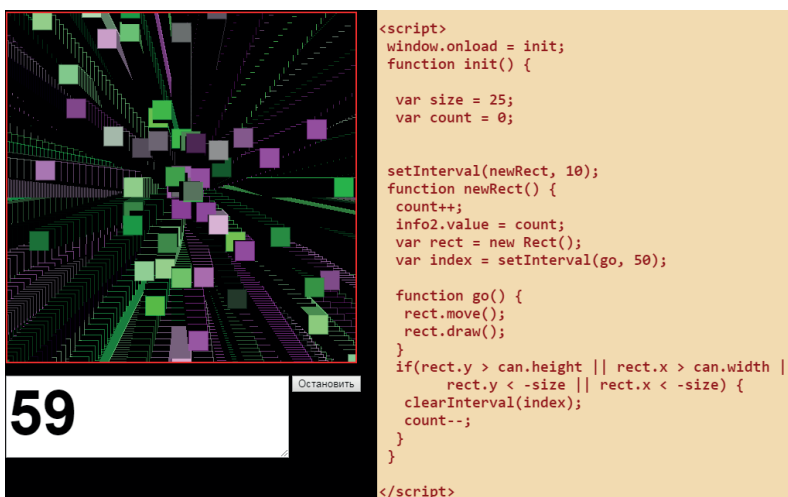 59
Остановить
<script>
window.onload = init;
function init() {
var size = 25;
var count = 0;
setInterval(newRect, 10);
function newRect() {
count++;
info2.value = count;
var rect = new Rect();
var index = setInterval(go, 50);
function go() {
rect.move();
rect.draw();
}
if(rect.y > can.height || rect.x > can.width |
rect.y < -size || rect.x < -size) {
clearInterval(index);
count--;
}
}
</script>